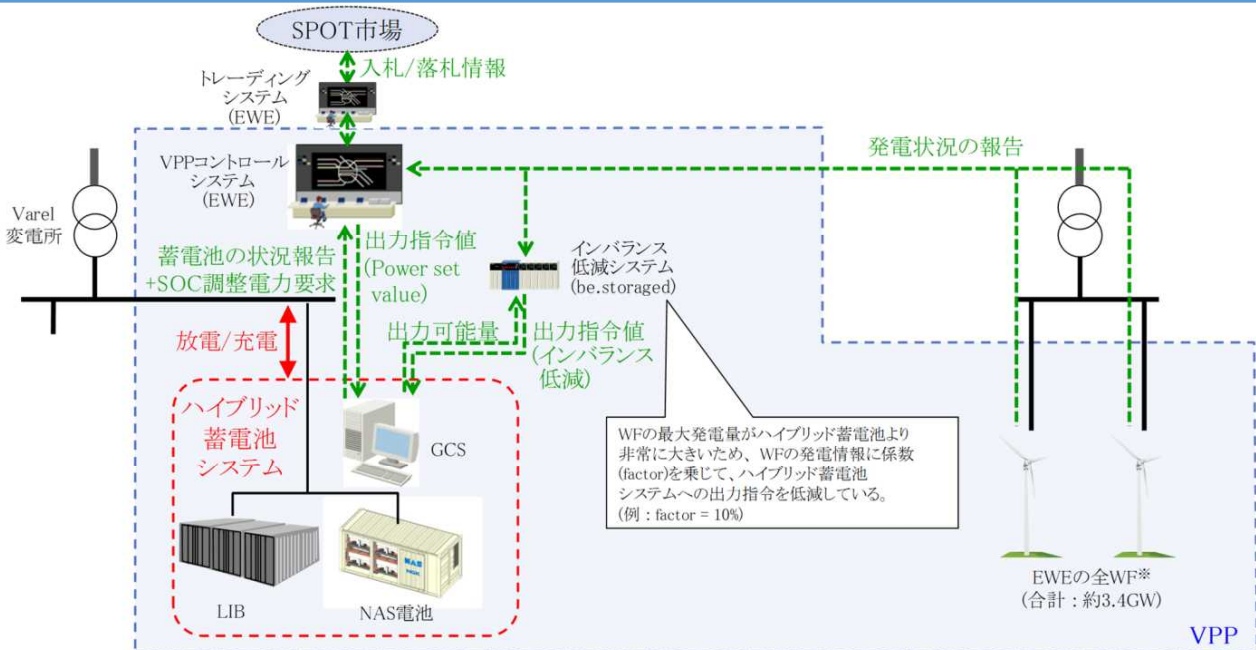 SPOT市場
入札/落札情報
トレーディング
システム
(EWE)
VPPコントロール
システム
(EWE)
発電状況の報告
Varel
変電所
蓄電池の状況報告
+SOC調整電力要求
出力指令値
(Power set
value)
インバランス
低減システム
(be.storaged)
放電/充電
出力可能量
出力指令値
(インバランス
低減)
ハイブリッド
蓄電池
システム
GCS
WFの最大発電量がハイブリッド蓄電池より
非常に大きいため、WFの発電情報に係数
(factor)を乗じて、ハイブリッド蓄電池
システムへの出力指令を低減している。
(例：factor = 10%)
NAS
NGK
LIB
NAS電池
EWEの全WF※
(合計：約3.4GW)
VPP